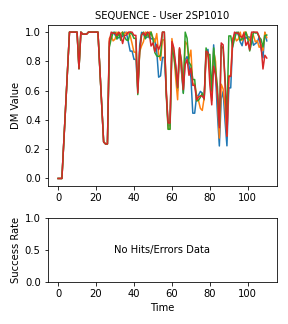 SEQUENCE - User 2SP1010
DM Value
1.0
0.8
0.6
0.4
0.2
0.0
0 20 40 60 80 100
Success Rate
1.0
0.5
0.0
No Hits/Errors Data
0 20 40 60 80 100
Time